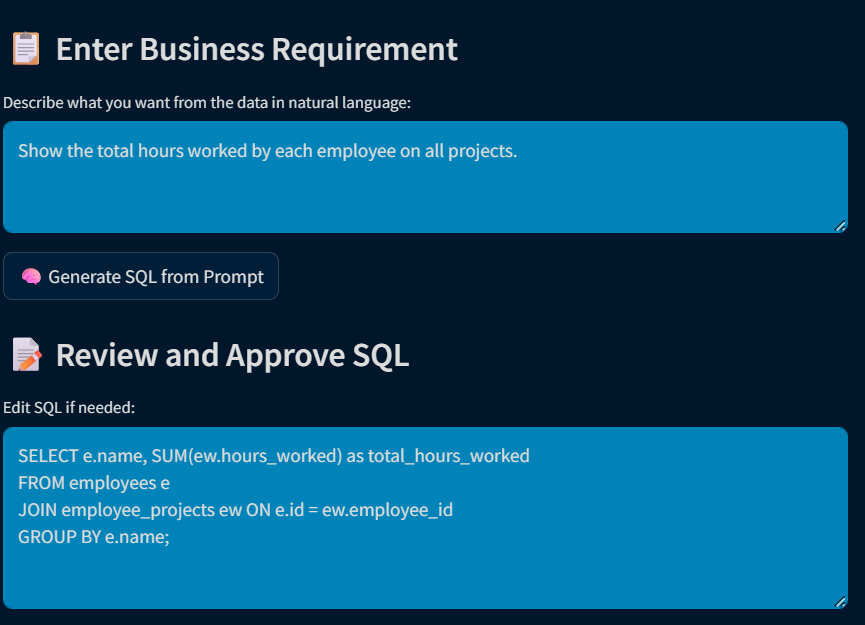 Enter Business Requirement
Describe what you want from the data in natural language:
Show the total hours worked by each employee on all projects.
Generate SQL from Prompt
Review and Approve SQL
Edit SQL if needed:
SELECT e.name, SUM(ew.hours_worked) as total_hours_worked
FROM employees e
JOIN employee_projects ew ON e.id = ew.employee_id
GROUP BY e.name;